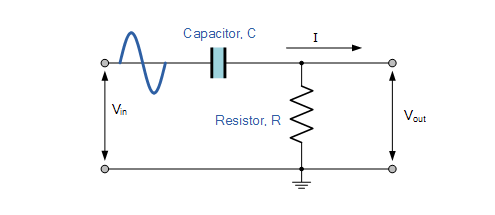 Capacitor, C
I
Vin
Resistor, R
Vout